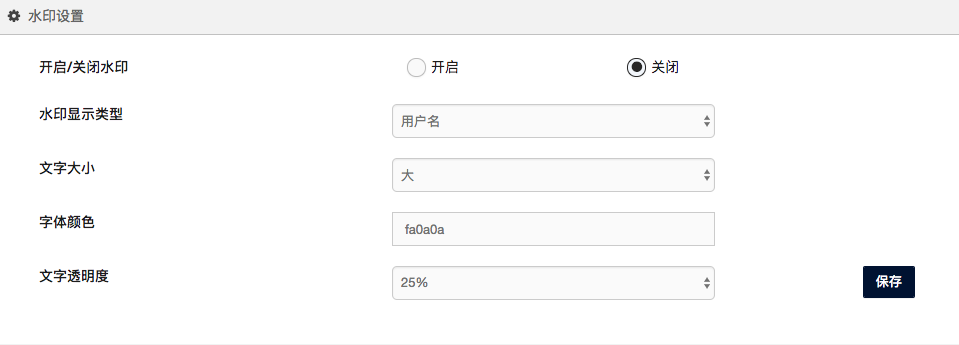 水印设置
开启/关闭水印 开启 关闭
水印显示类型 用户名
文字大小 大
字体颜色 fa0a0a
文字透明度 25% 保存